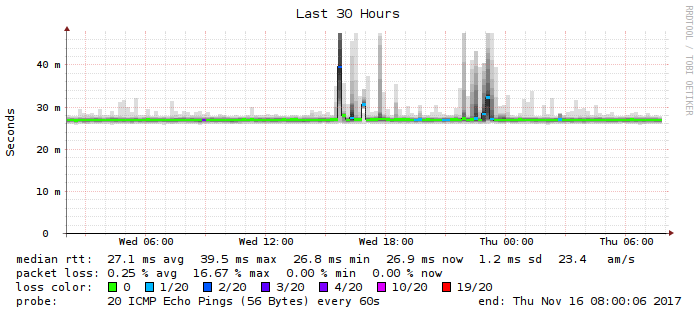 Last 30 Hours
RRDTOOL / TOBI OETIKER
Seconds
40 m
30 m
20 m
10 m
0
Wed 06:00 Wed 12:00 Wed 18:00 Thu 00:00 Thu 06:00
median rtt: 27.1 ms avg 39.5 ms max 26.8 ms min 26.9 ms now 1.2 ms sd 23.4 am/s
packet loss: 0.25 % avg 16.67 % max 0.00 % min 0.00 % now
loss color: 0 1/20 2/20 3/20 4/20 10/20 19/20
probe: 20 ICMP Echo Pings (56 Bytes) every 60s end: Thu Nov 16 08:00:06 2017